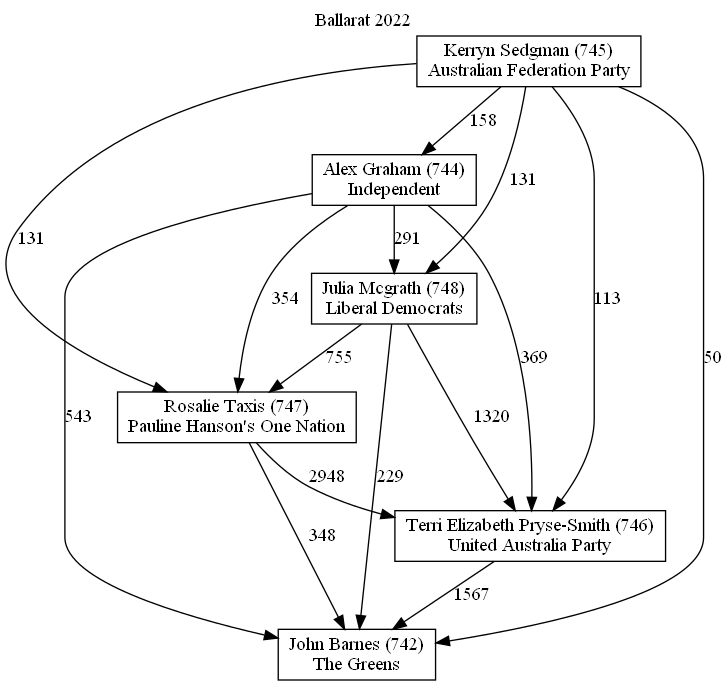 Ballarat 2022
Kerryn Sedgman (745)
Australian Federation Party
158
Alex Graham (744)
Independent
131
131
291
113
Julia Mcgrath (748)
Liberal Democrats
354
755
369
50
543
Rosalie Taxis (747)
Pauline Hanson's One Nation
1320
2948
229
348
Terri Elizabeth Pryse-Smith (746)
United Australia Party
1567
John Barnes (742)
The Greens